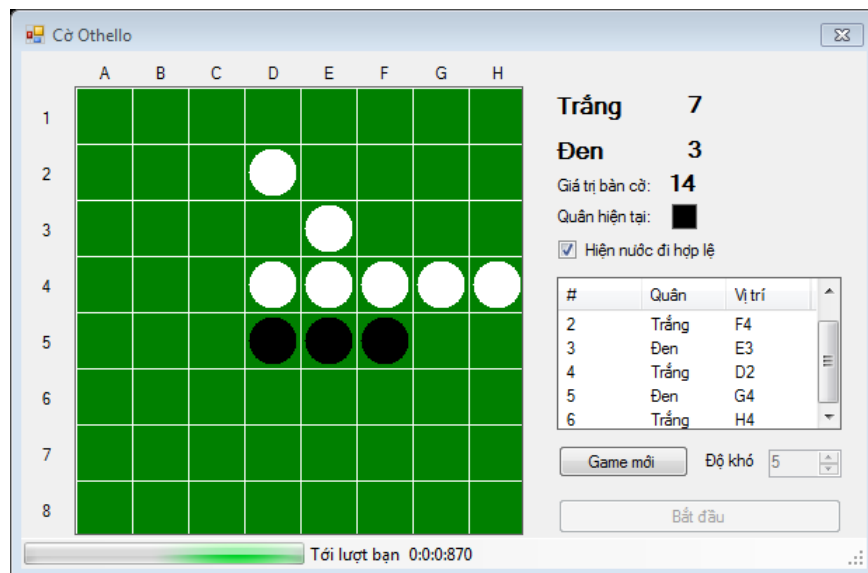 Cờ Othello
A B C D E F G H
1
2
3
4
5
6
7
8
Trắng 7
Đen 3
Giá trị bàn cờ: 14
Quân hiện tại:
Hiện nước đi hợp lệ
# Quân Vị trí
2 Trắng F4
3 Đen E3
4 Trắng D2
5 Đen G4
6 Trắng H4
Game mới Độ khó 5
Bắt đầu
Tới lượt bạn 0:0:0:870